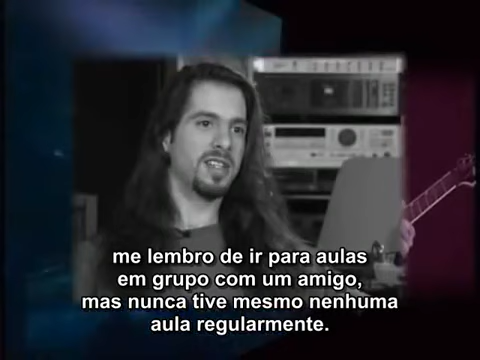 me lembro de ir para aulas
em grupo com um amigo,
mas nunca tive mesmo nenhuma
aula regularmente.